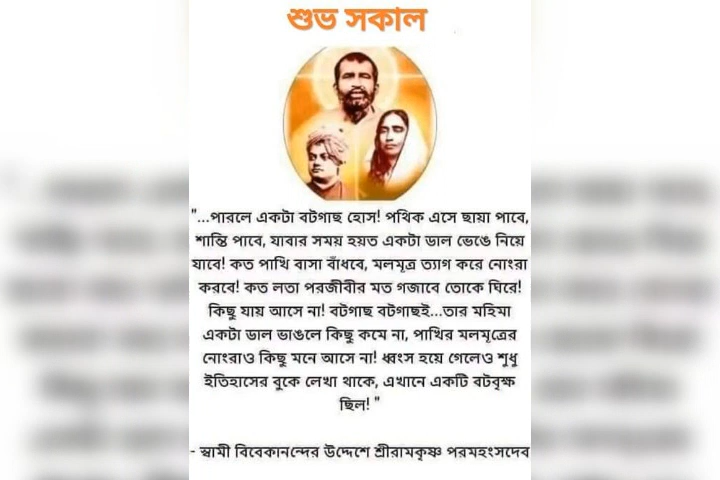 শুভ সকাল
"...পারলে একটা বটগাছ হোস! পথিক এসে ছায়া পাবে,
শান্তি পাবে, যাবার সময় হয়ত একটা ডাল ভেঙে নিয়ে
যাবে! কত পাখি বাসা বাঁধবে, মলমূত্র ত্যাগ করে নোংরা
করবে! কত লতা পরজীবীর মত গজাবে তোকে ঘিরে!
কিছু যায় আসে না! বটগাছ বটগাছই...তার মহিমা
একটা ডাল ভাঙলে কিছু কমে না, পাখির মলমূত্রের
নোংরাও কিছু মনে আসে না! ধ্বংস হয়ে গেলেও শুধু
ইতিহাসের বুকে লেখা থাকে, এখানে একটি বটবৃক্ষ
ছিল! "
- স্বামী বিবেকানন্দের উদ্দেশে শ্রীরামকৃষ্ণ পরমহংসদেব